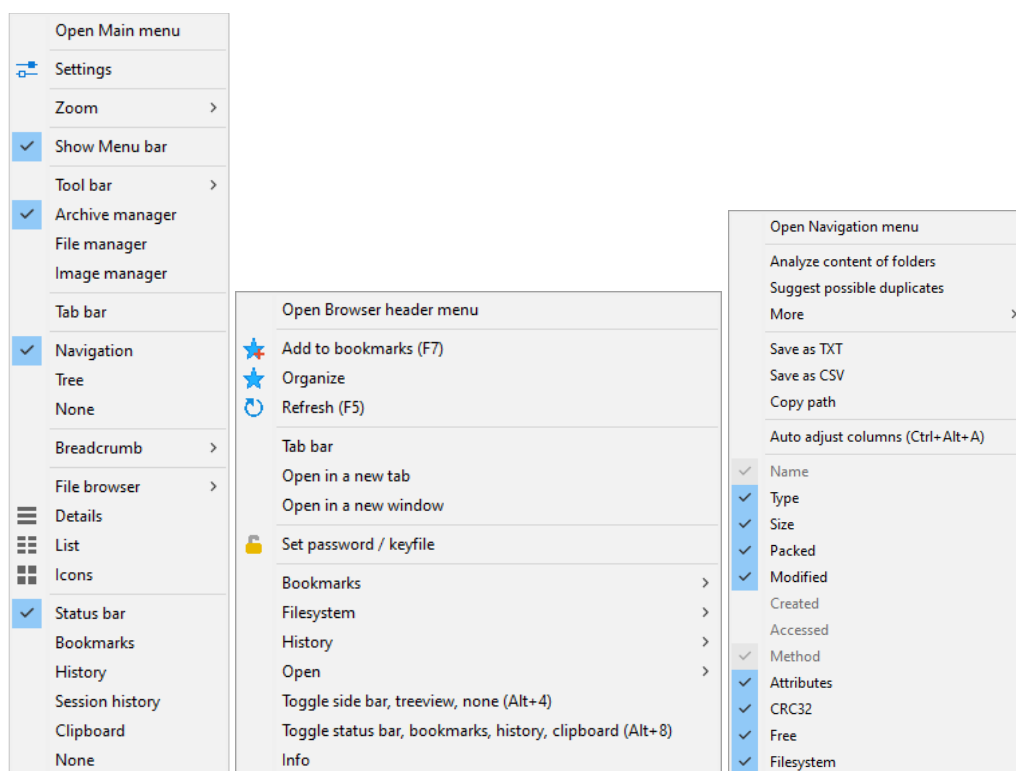 Open Main menu
Settings
Zoom
Show Menu bar
Tool bar
Archive manager
File manager
Image manager
Tab bar
Navigation
Tree
None
Breadcrumb
File browser
Details
List
Icons
Status bar
Bookmarks
History
Session history
Clipboard
None
Open Browser header menu
Add to bookmarks (F7)
Organize
Refresh (F5)
Tab bar
Open in a new tab
Open in a new window
Set password / keyfile
Bookmarks
Filesystem
History
Open
Toggle side bar, treeview, none (Alt+4)
Toggle status bar, bookmarks, history, clipboard (Alt+8)
Info
Open Navigation menu
Analyze content of folders
Suggest possible duplicates
More
Save as TXT
Save as CSV
Copy path
Auto adjust columns (Ctrl+Alt+A)
Name
Type
Size
Packed
Modified
Created
Accessed
Method
Attributes
CRC32
Free
Filesystem